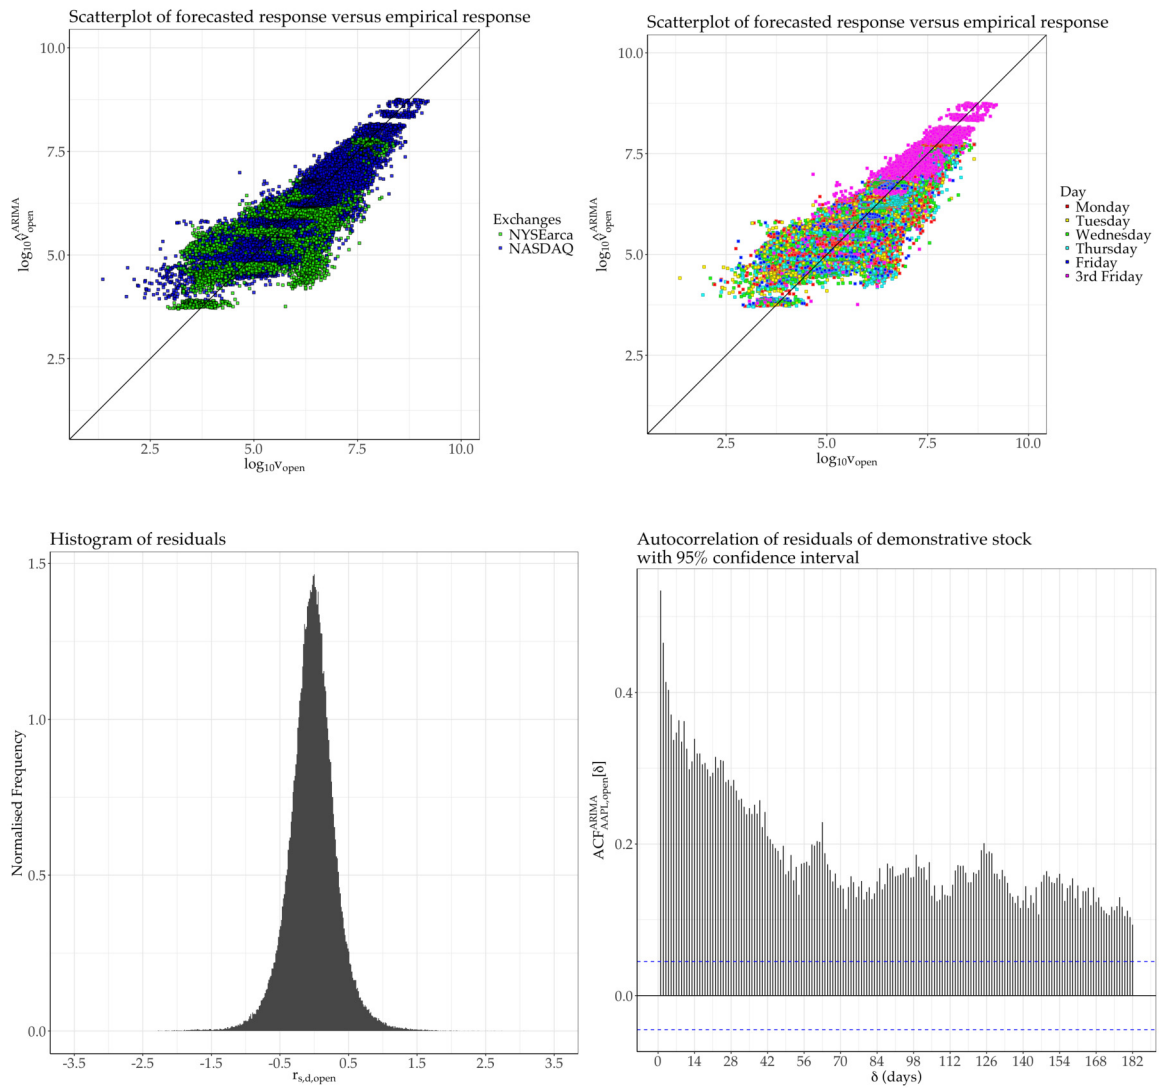 Scatterplot of forecasted response versus empirical response
10.0
7.5
5.0
2.5
log₁₀v̂ᴬᴿᴵᴹᴬopen
2.5 5.0 7.5 10.0
log₁₀vopen
Exchanges
NYSEarca
NASDAQ
Scatterplot of forecasted response versus empirical response
10.0
7.5
5.0
2.5
log₁₀v̂ᴬᴿᴵᴹᴬopen
2.5 5.0 7.5 10.0
log₁₀vopen
Day
Monday
Tuesday
Wednesday
Thursday
Friday
3rd Friday
Histogram of residuals
1.5
1.0
0.5
0.0
Normalised Frequency
-3.5 -2.5 -1.5 -0.5 0.5 1.5 2.5 3.5
rs,d,open
Autocorrelation of residuals of demonstrative stock
with 95% confidence interval
0.4
0.2
0.0
ACFᴬᴿᴵᴹᴬAAPL,open[δ]
0 14 28 42 56 70 84 98 112 126 140 154 168 182
δ (days)